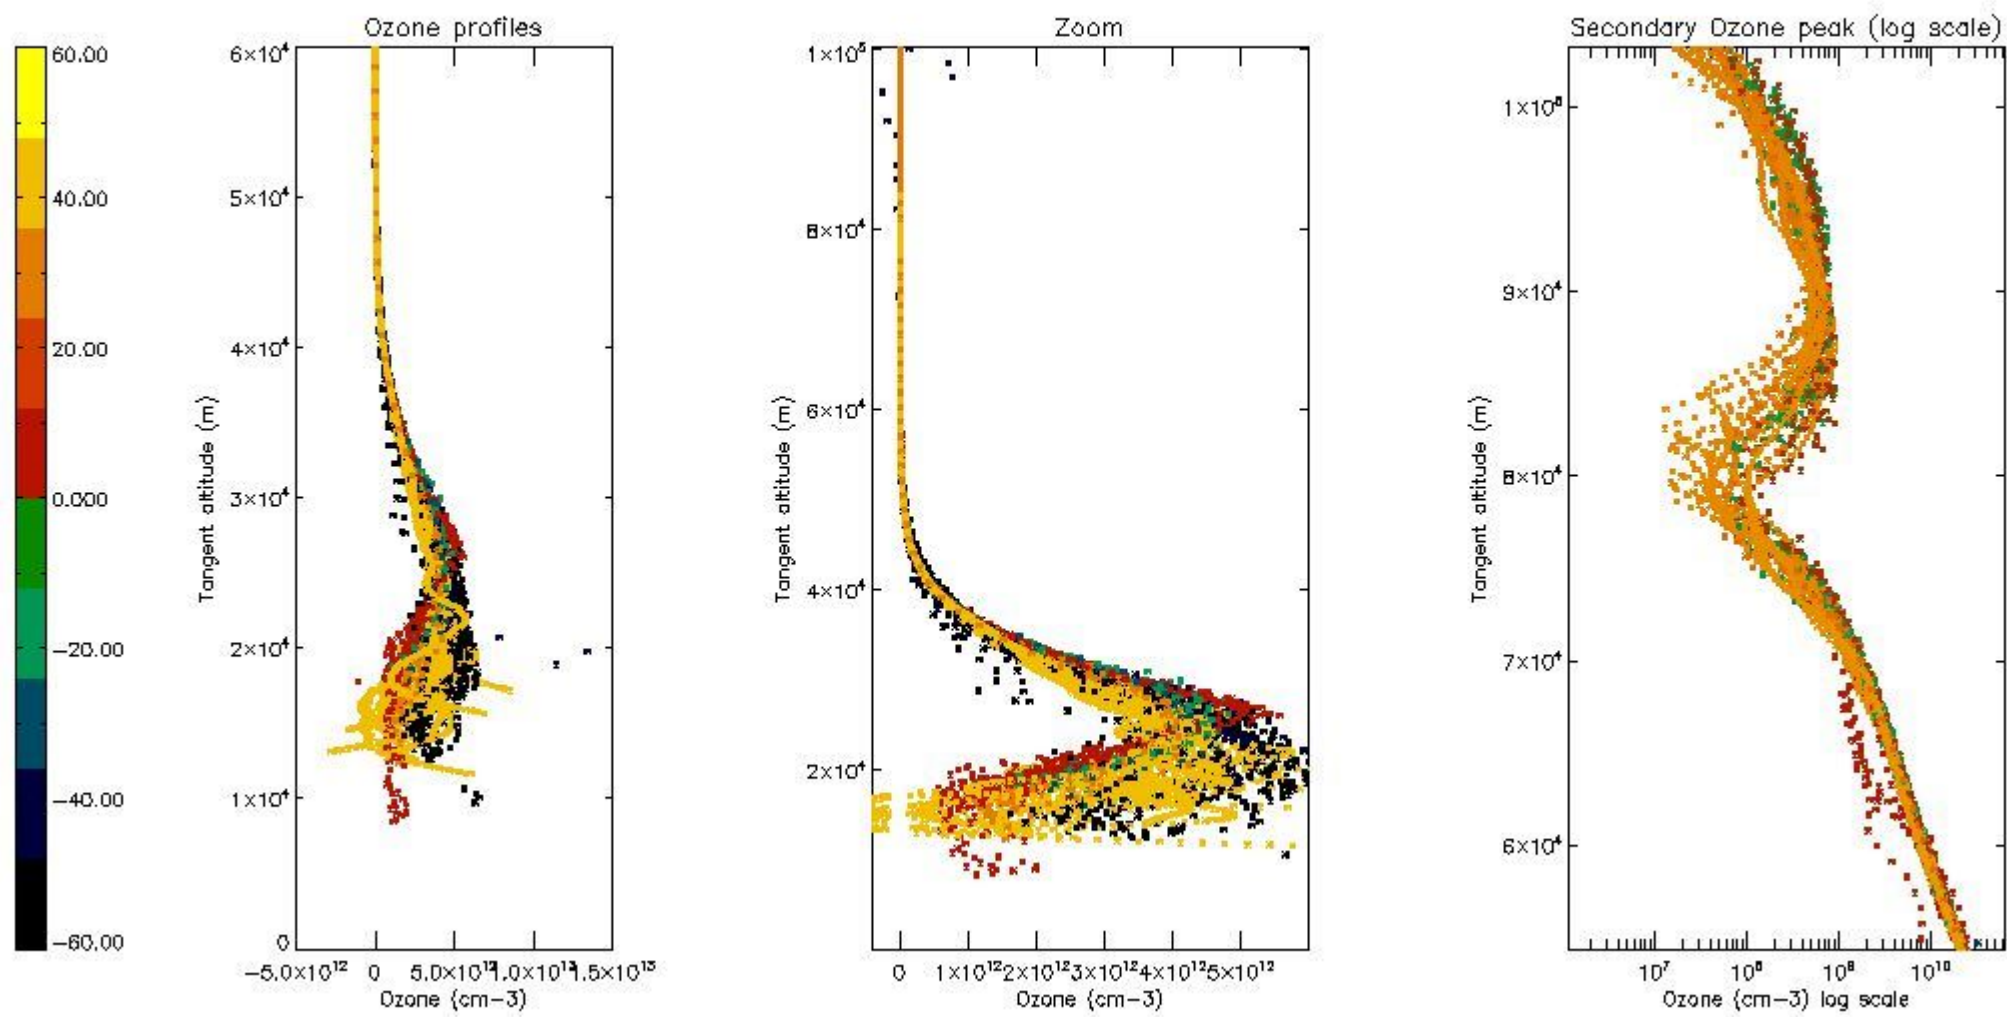 Ozone profiles
Zoom
Secondary Ozone peak (log scale)
60.00
40.00
20.00
0.000
−20.00
−40.00
−60.00
Tangent altitude (m)
6×10⁴
5×10⁴
4×10⁴
3×10⁴
2×10⁴
1×10⁴
0
−5.0×10¹² 0 5.0×10¹² 1.0×10¹³ 1.5×10¹³
Ozone (cm−3)
Tangent altitude (m)
1×10⁵
8×10⁴
6×10⁴
4×10⁴
2×10⁴
0 1×10¹² 2×10¹² 3×10¹² 4×10¹² 5×10¹²
Ozone (cm−3)
Tangent altitude (m)
1×10⁵
9×10⁴
8×10⁴
7×10⁴
6×10⁴
10⁷ 10⁸ 10⁹ 10¹⁰
Ozone (cm−3) log scale